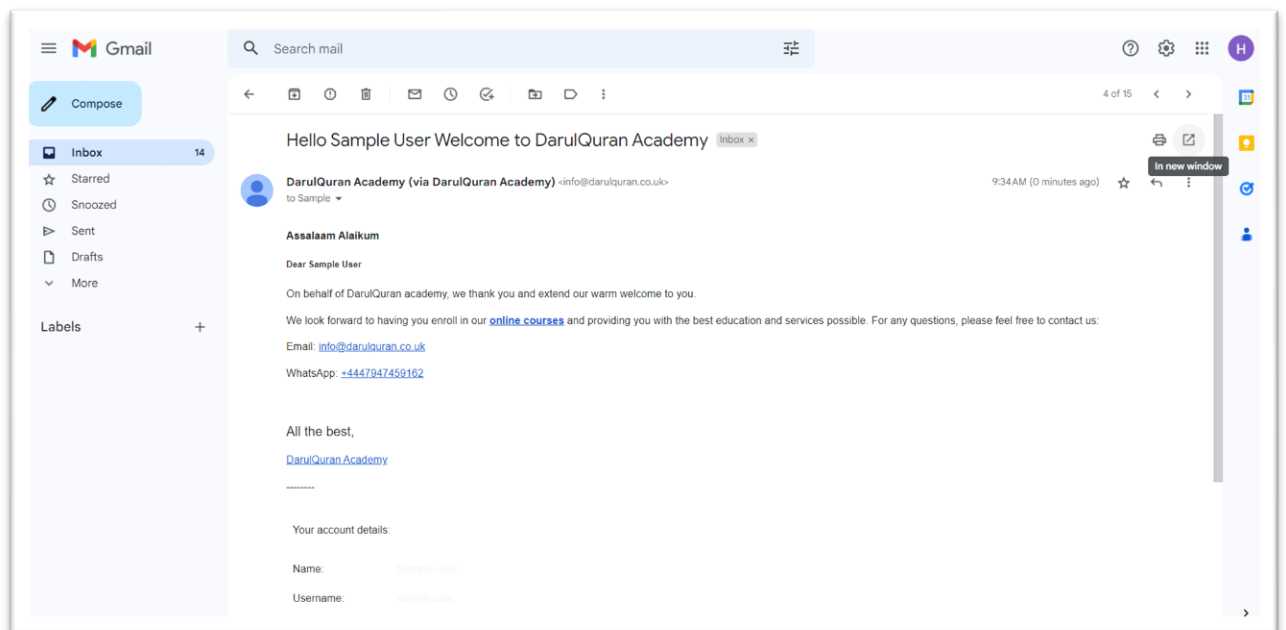 Gmail
Search mail
H
Compose
4 of 15
Inbox 14
Starred
Snoozed
Sent
Drafts
More
Labels
Hello Sample User Welcome to DarulQuran Academy Inbox x
In new window
DarulQuran Academy (via DarulQuran Academy) <info@darulquran.co.uk>
9:34 AM (0 minutes ago)
to Sample
Assalaam Alaikum
Dear Sample User
On behalf of DarulQuran academy, we thank you and extend our warm welcome to you.
We look forward to having you enroll in our online courses and providing you with the best education and services possible. For any questions, please feel free to contact us:
Email: info@darulquran.co.uk
WhatsApp: +4447947459162
All the best,
DarulQuran Academy
--------
Your account details:
Name: Sample User
Username: sample.user
31